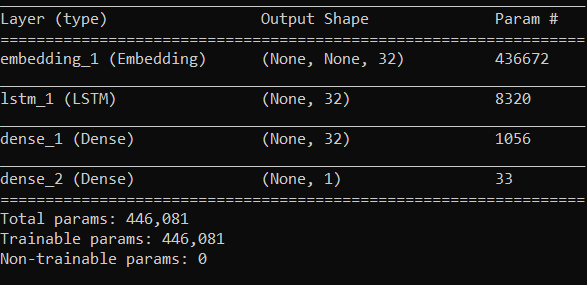 Layer (type) Output Shape Param #
=================================================================
embedding_1 (Embedding) (None, None, 32) 436672
lstm_1 (LSTM) (None, 32) 8320
dense_1 (Dense) (None, 32) 1056
dense_2 (Dense) (None, 1) 33
=================================================================
Total params: 446,081
Trainable params: 446,081
Non-trainable params: 0